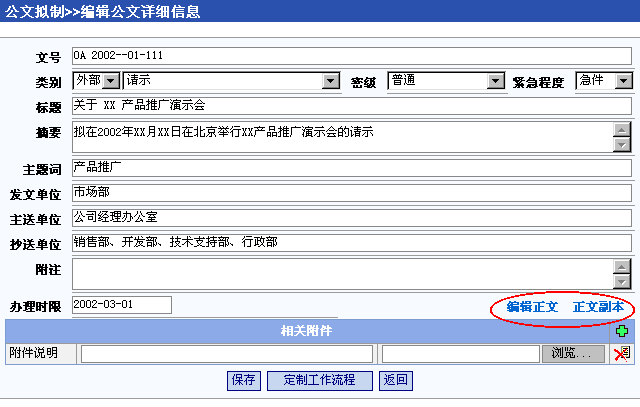 公文拟制>>编辑公文详细信息
文号 OA 2002--01-111
类别 外部 请示 密级 普通 紧急程度 急件
标题 关于 XX 产品推广演示会
摘要 拟在2002年XX月XX日在北京举行XX产品推广演示会的请示
主题词 产品推广
发文单位 市场部
主送单位 公司经理办公室
抄送单位 销售部、开发部、技术支持部、行政部
附注
办理时限 2002-03-01 编辑正文 正文副本
相关附件
附件说明 浏览...
保存 定制工作流程 返回